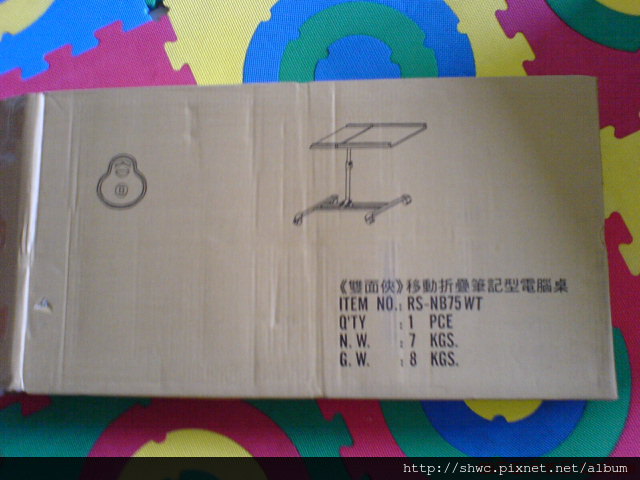 《雙面俠》移動折疊筆記型電腦桌
ITEM NO.: RS-NB75WT
Q'TY : 1 PCE
N. W. : 7 KGS.
G. W. : 8 KGS.
http://shwc.pixnet.net/album